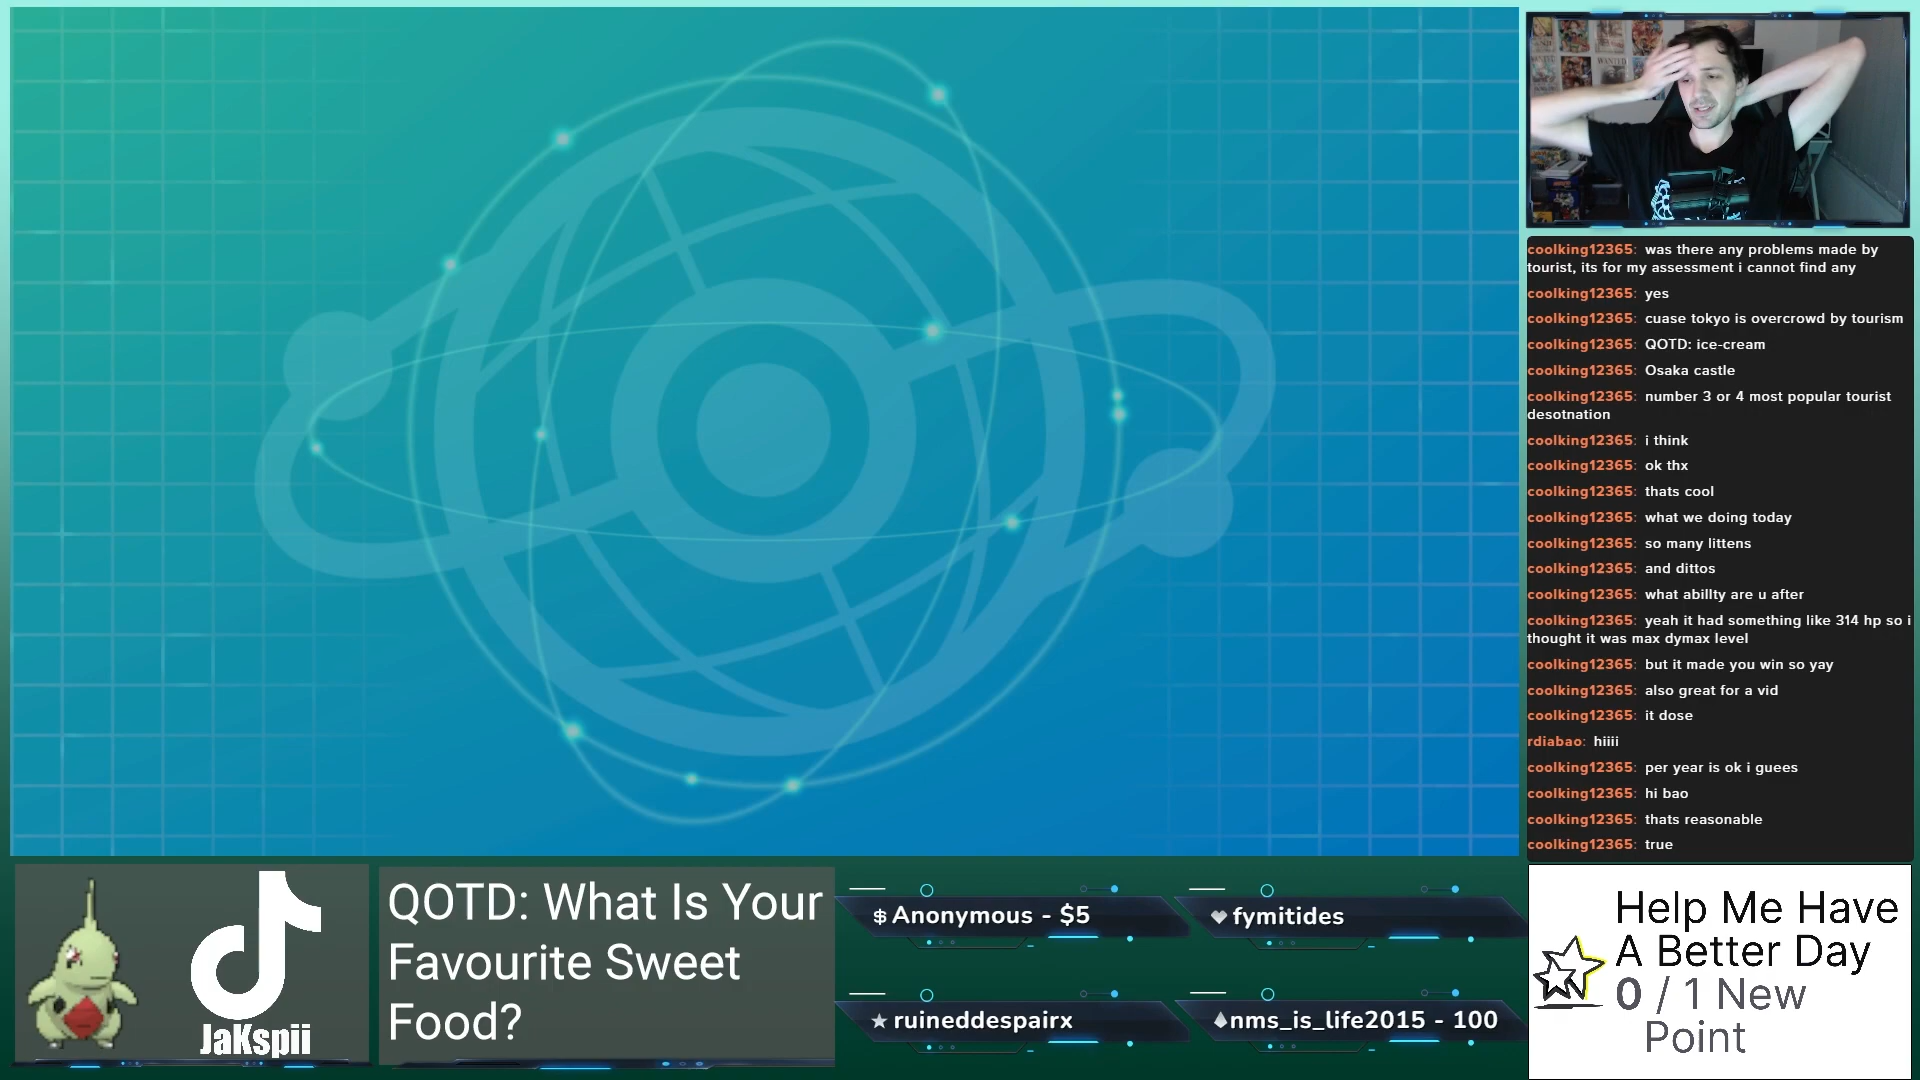 WANTED
coolking12365: was there any problems made by
tourist, its for my assessment i cannot find any
coolking12365: yes
coolking12365: cuase tokyo is overcrowd by tourism
coolking12365: QOTD: ice-cream
coolking12365: Osaka castle
coolking12365: number 3 or 4 most popular tourist
desotnation
coolking12365: i think
coolking12365: ok thx
coolking12365: thats cool
coolking12365: what we doing today
coolking12365: so many littens
coolking12365: and dittos
coolking12365: what abillty are u after
coolking12365: yeah it had something like 314 hp so i
thought it was max dymax level
coolking12365: but it made you win so yay
coolking12365: also great for a vid
coolking12365: it dose
rdiabao: hiiii
coolking12365: per year is ok i guees
coolking12365: hi bao
coolking12365: thats reasonable
coolking12365: true
JaKspii
QOTD: What Is Your
Favourite Sweet
Food?
$ Anonymous - $5
fymitides
ruineddespairx
nms_is_life2015 - 100
Help Me Have
A Better Day
0 / 1 New
Point